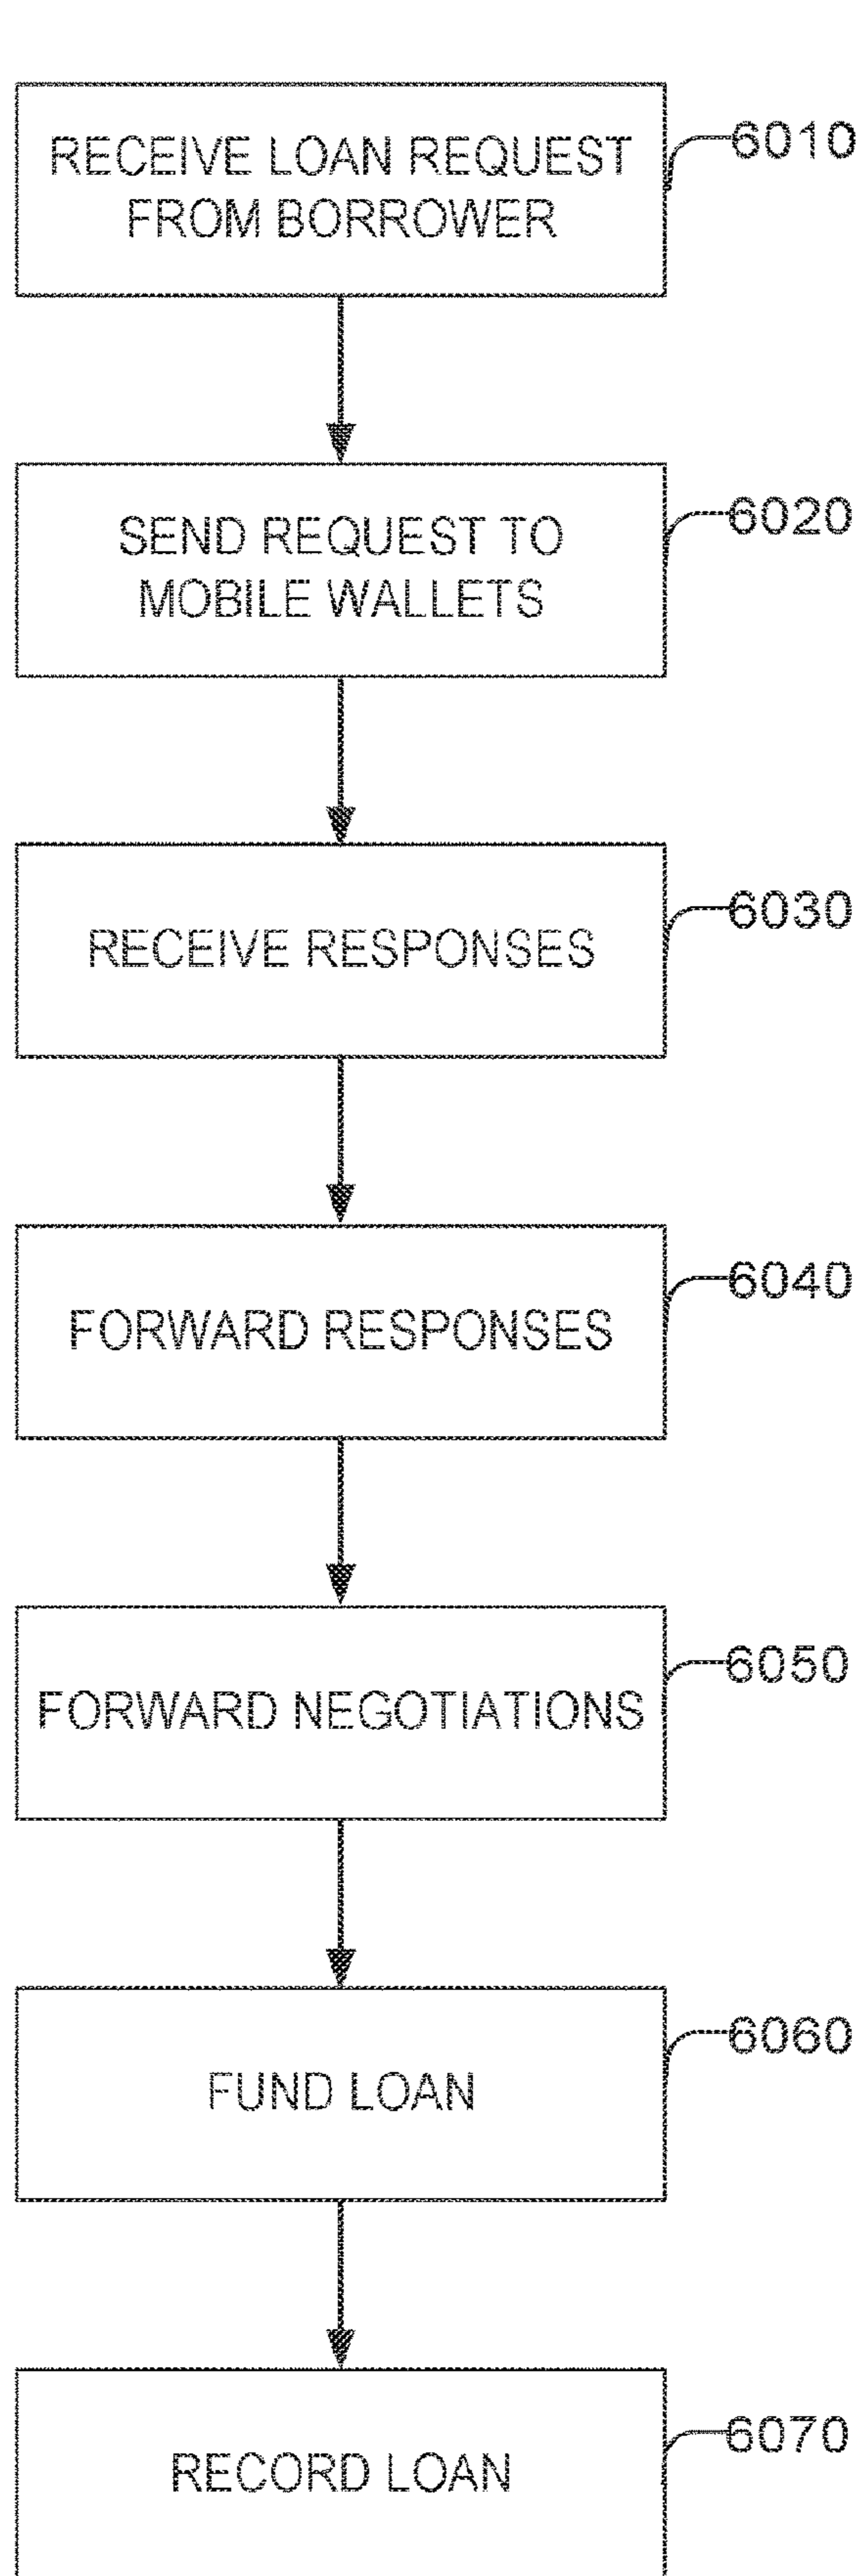 RECEIVE LOAN REQUEST
FROM BORROWER
6010
SEND REQUEST TO
MOBILE WALLETS
6020
RECEIVE RESPONSES
6030
FORWARD RESPONSES
6040
FORWARD NEGOTIATIONS
6050
FUND LOAN
6060
RECORD LOAN
6070